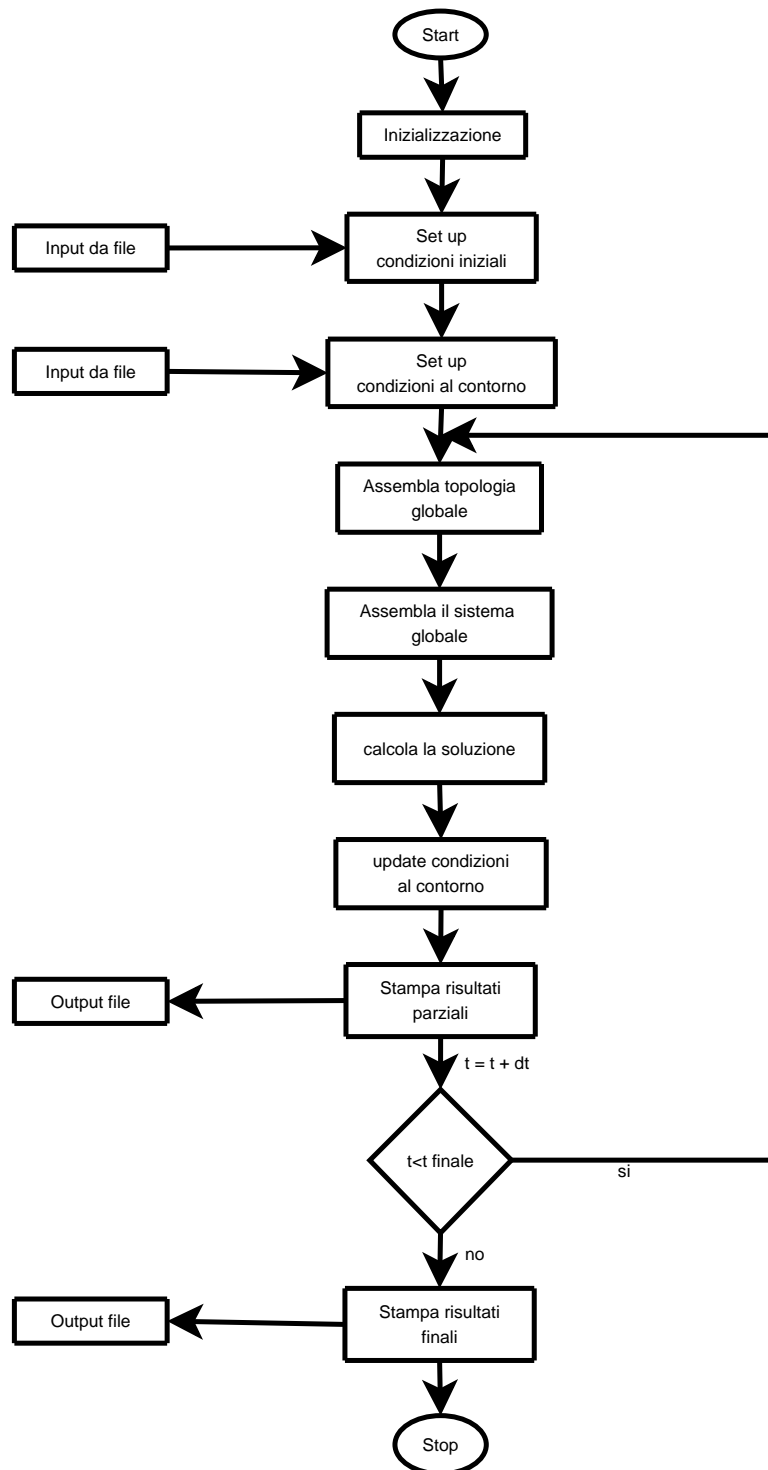 Start
Inizializzazione
Input da file
Set up
condizioni iniziali
Input da file
Set up
condizioni al contorno
Assembla topologia
globale
Assembla il sistema
globale
calcola la soluzione
update condizioni
al contorno
Output file
Stampa risultati
parziali
t = t + dt
t<t finale
si
no
Output file
Stampa risultati
finali
Stop